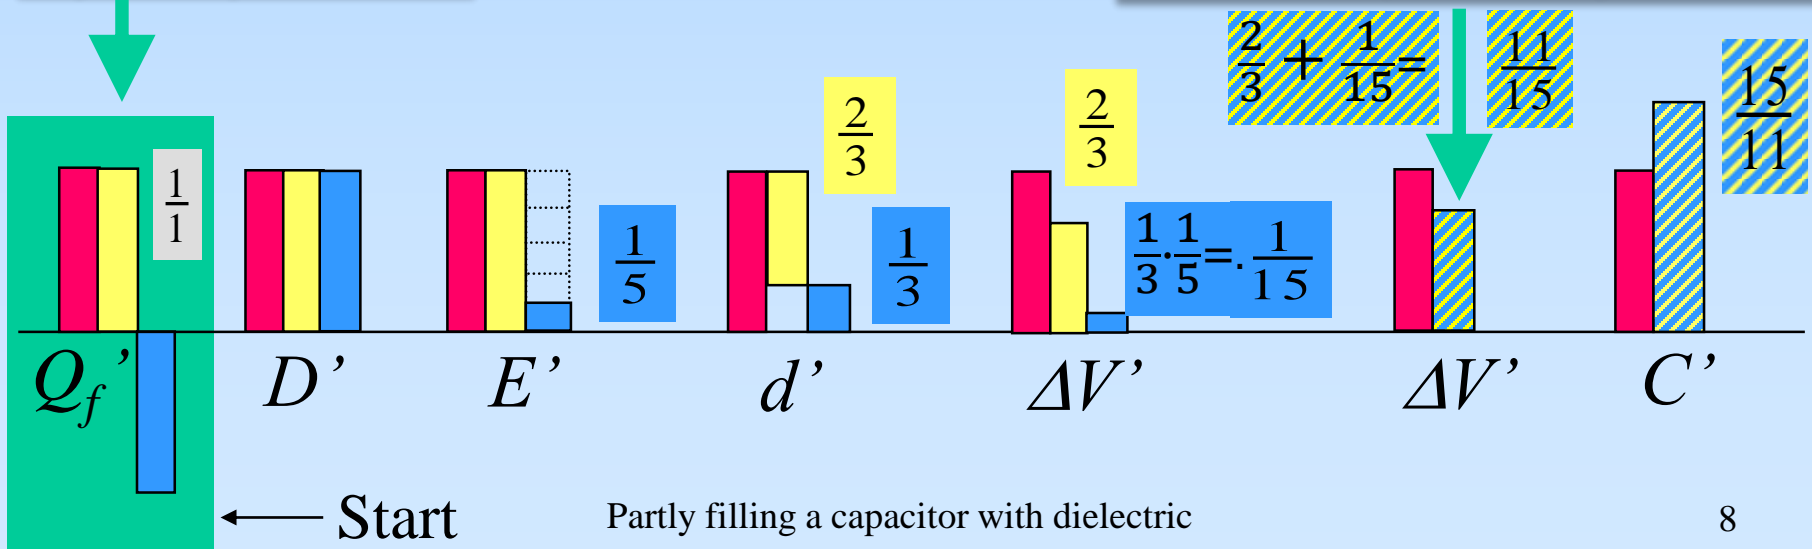 2/3 + 1/15=
11/15
15/11
1/1
1/5
2/3
1/3
2/3
1/3·1/5=.1/15
Qf’
D’
E’
d’
ΔV’
ΔV’
C’
Start
Partly filling a capacitor with dielectric
8